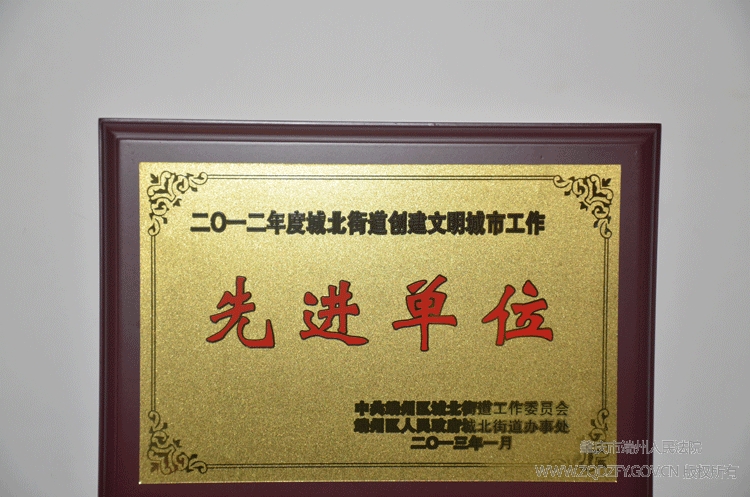 二〇一二年度城北街道创建文明城市工作
先进单位
中共端州区城北街道工作委员会
端州区人民政府城北街道办事处
二〇一三年一月
肇庆市端州人民法院
WWW.ZQDZFY.GOV.CN 版权所有